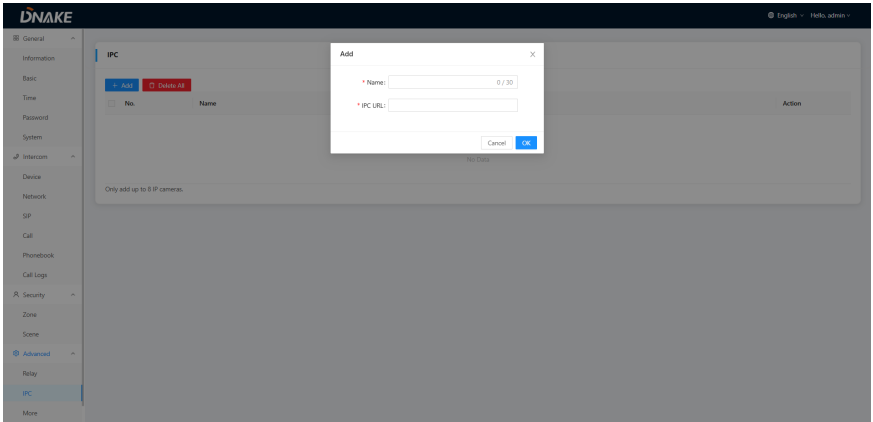 DNAKE
English
Hello, admin
General
Information
Basic
Time
Password
System
Intercom
Device
Network
SIP
Call
Phonebook
Call Logs
Security
Zone
Scene
Advanced
Relay
IPC
More
IPC
+ Add
Delete All
No.
Name
Action
No Data
Only add up to 8 IP cameras.
Add
X
* Name:
0 / 30
* IPC URL:
Cancel
OK